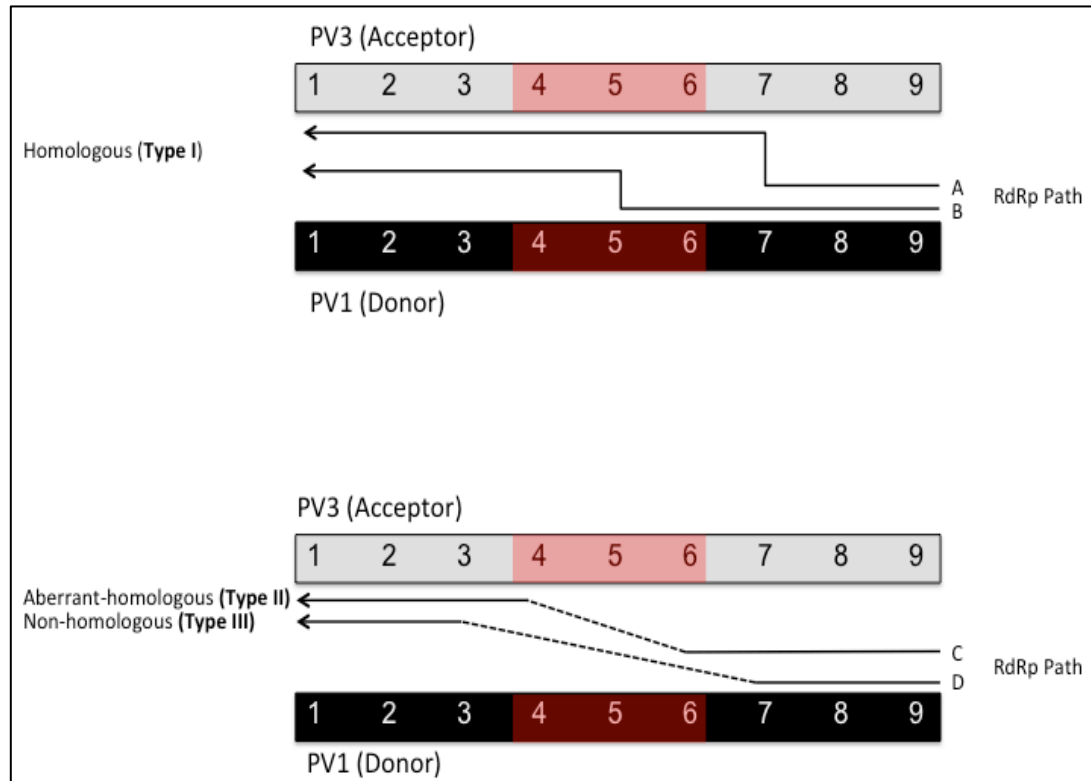 PV3 (Acceptor)
1 2 3 4 5 6 7 8 9
Homologous (Type I)
A
B
RdRp Path
1 2 3 4 5 6 7 8 9
PV1 (Donor)
PV3 (Acceptor)
1 2 3 4 5 6 7 8 9
Aberrant-homologous (Type II)
Non-homologous (Type III)
C
D
RdRp Path
1 2 3 4 5 6 7 8 9
PV1 (Donor)